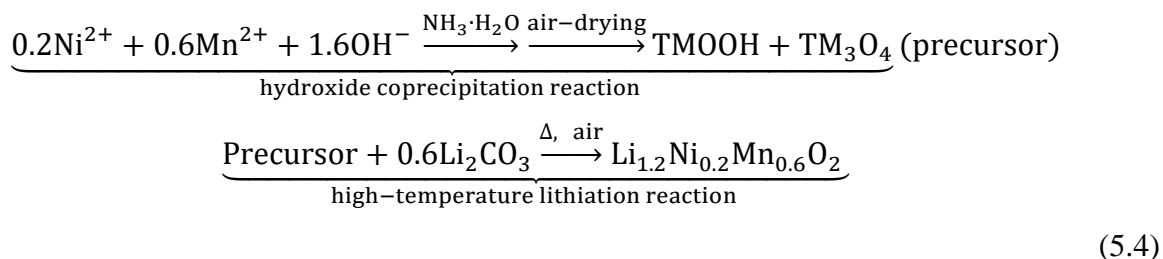 0.2Ni²⁺ + 0.6Mn²⁺ + 1.6OH⁻ —NH₃·H₂O→ —air−drying→ TMOOH + TM₃O₄ (precursor)
hydroxide coprecipitation reaction
Precursor + 0.6Li₂CO₃ —Δ, air→ Li₁.₂Ni₀.₂Mn₀.₆O₂
high−temperature lithiation reaction
(5.4)